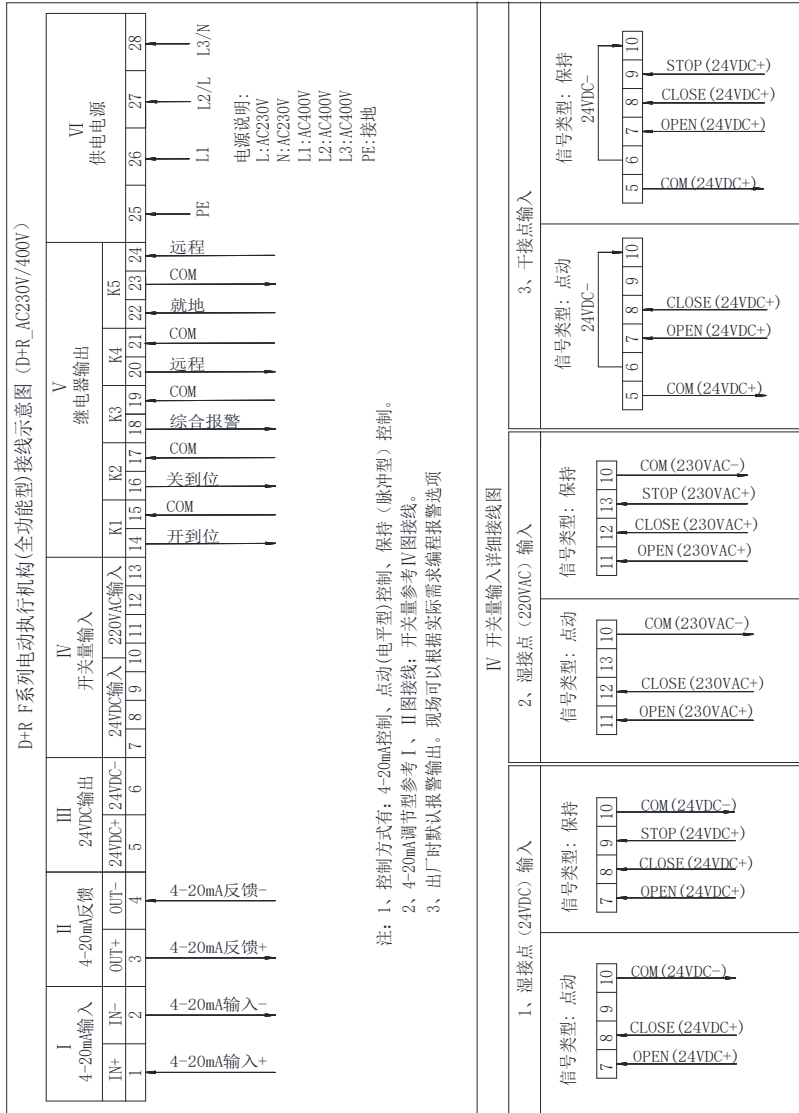 D+R F系列电动执行机构(全功能型)接线示意图 (D+R_AC230V/400V)
I
4-20mA输入
II
4-20mA反馈
III
24VDC输出
IV
开关量输入
V
继电器输出
VI
供电电源
IN+
IN-
OUT+
OUT-
24VDC+
24VDC-
24VDC输入
220VAC输入
K1
K2
K3
K4
K5
1 2 3 4 5 6 7 8 9 10 11 12 13 14 15 16 17 18 19 20 21 22 23 24 25 26 27 28
4-20mA输入+
4-20mA输入-
4-20mA反馈+
4-20mA反馈-
开到位
COM
关到位
COM
综合报警
COM
远程
COM
就地
COM
远程
PE
L1
L2/L
L3/N
电源说明:
L:AC230V
N:AC230V
L1:AC400V
L2:AC400V
L3:AC400V
PE:接地
注: 1、控制方式有: 4-20mA控制、点动(电平型)控制、保持 (脉冲型) 控制。
2、4-20mA调节型参考Ⅰ、Ⅱ图接线; 开关量参考Ⅳ图接线。
3、出厂时默认报警输出。现场可以根据实际需求编程报警选项
Ⅳ 开关量输入详细接线图
1、湿接点 (24VDC) 输入
信号类型: 点动
7 8 9 10
OPEN(24VDC+)
CLOSE(24VDC+)
COM(24VDC-)
信号类型: 保持
7 8 9 10
OPEN(24VDC+)
CLOSE(24VDC+)
STOP(24VDC+)
COM(24VDC-)
2、湿接点 (220VAC) 输入
信号类型: 点动
11 12 13 10
OPEN(230VAC+)
CLOSE(230VAC+)
COM(230VAC-)
信号类型: 保持
11 12 13 10
OPEN(230VAC+)
CLOSE(230VAC+)
STOP(230VAC+)
COM(230VAC-)
3、干接点输入
信号类型: 点动
24VDC-
5 6 7 8 9 10
COM(24VDC+)
OPEN(24VDC+)
CLOSE(24VDC+)
信号类型: 保持
24VDC-
5 6 7 8 9 10
COM(24VDC+)
OPEN(24VDC+)
CLOSE(24VDC+)
STOP(24VDC+)